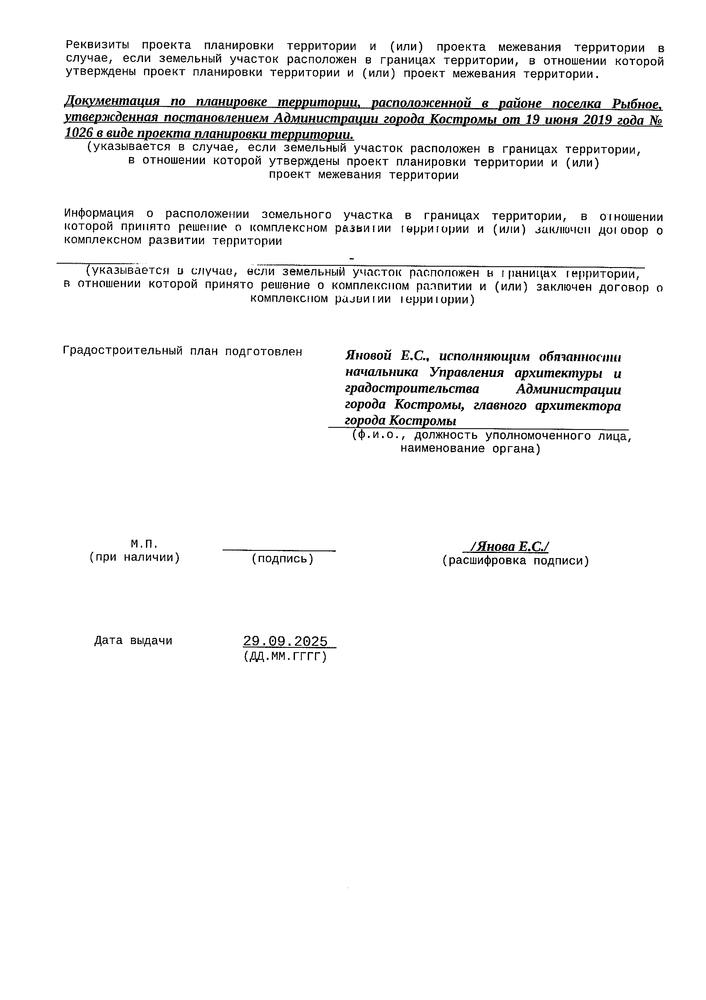 Реквизиты проекта планировки территории и (или) проекта межевания территории в
случае, если земельный участок расположен в границах территории, в отношении которой
утверждены проект планировки территории и (или) проект межевания территории.
Документация по планировке территории, расположенной в районе поселка Рыбное,
утвержденная постановлением Администрации города Костромы от 19 июня 2019 года №
1026 в виде проекта планировки территории.
(указывается в случае, если земельный участок расположен в границах территории,
в отношении которой утверждены проект планировки территории и (или)
проект межевания территории
Информация о расположении земельного участка в границах территории, в отношении
которой принято решение о комплексном развитии территории и (или) заключен договор о
комплексном развитии территории
-
(указывается в случае, если земельный участок расположен в границах территории,
в отношении которой принято решение о комплексном развитии и (или) заключен договор о
комплексном развитии территории)
Градостроительный план подготовлен
Яновой Е.С., исполняющим обязанности
начальника Управления архитектуры и
градостроительства Администрации
города Костромы, главного архитектора
города Костромы
(ф.и.о., должность уполномоченного лица,
наименование органа)
М.П.
(при наличии)
(подпись)
/Янова Е.С./
(расшифровка подписи)
Дата выдачи
29.09.2025
(ДД.ММ.ГГГГ)